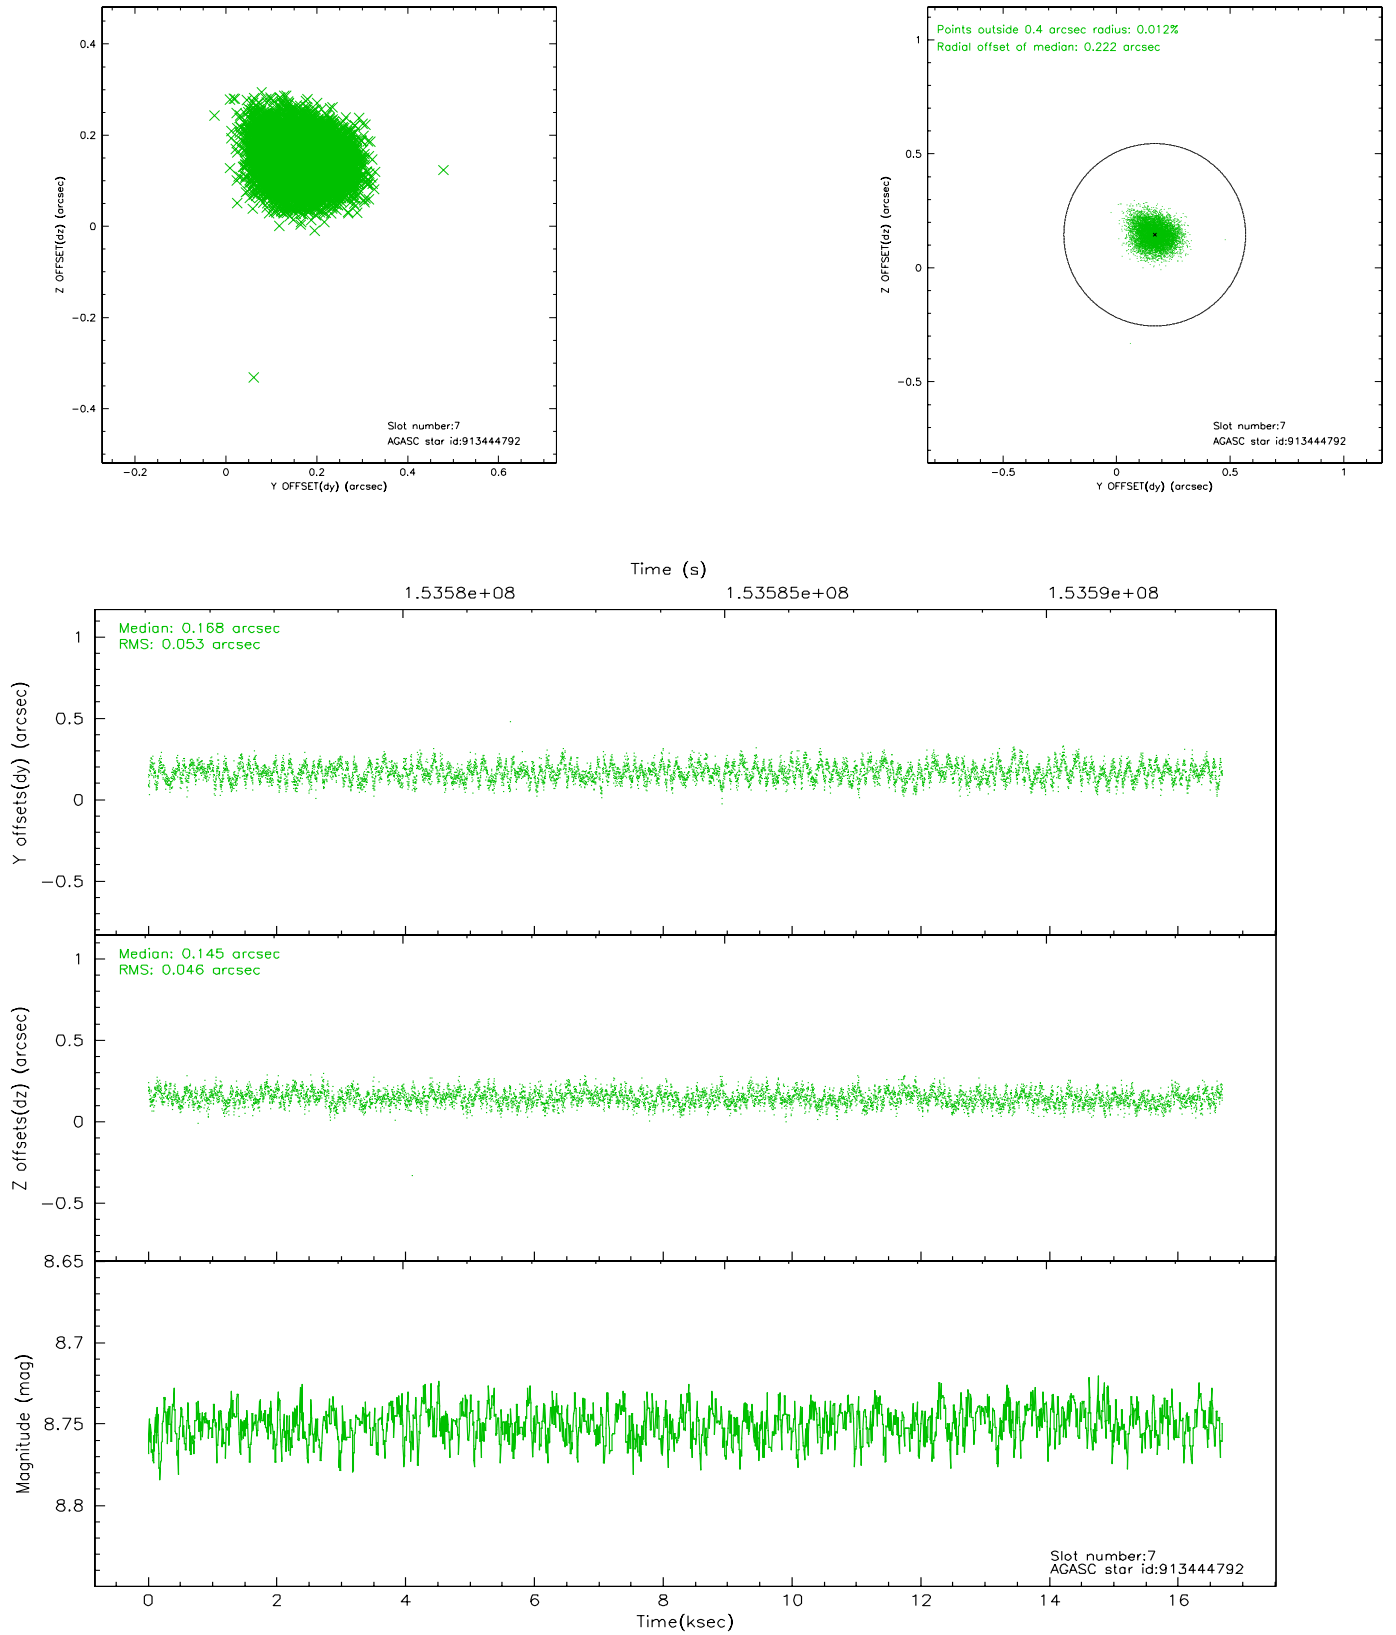 0.4
0.2
0
−0.2
−0.4
Z OFFSET(dz) (arcsec)
−0.2 0 0.2 0.4 0.6
Y OFFSET(dy) (arcsec)
Slot number:7
AGASC star id:913444792
Points outside 0.4 arcsec radius: 0.012%
Radial offset of median: 0.222 arcsec
1
0.5
0
−0.5
Z OFFSET(dz) (arcsec)
−0.5 0 0.5 1
Y OFFSET(dy) (arcsec)
Slot number:7
AGASC star id:913444792
Time (s)
1.5358e+08 1.53585e+08 1.5359e+08
Median: 0.168 arcsec
RMS: 0.053 arcsec
1
0.5
0
−0.5
Y offsets(dy) (arcsec)
Median: 0.145 arcsec
RMS: 0.046 arcsec
1
0.5
0
−0.5
Z offsets(dz) (arcsec)
8.65
8.7
8.75
8.8
Magnitude (mag)
Slot number:7
AGASC star id:913444792
0 2 4 6 8 10 12 14 16
Time(ksec)